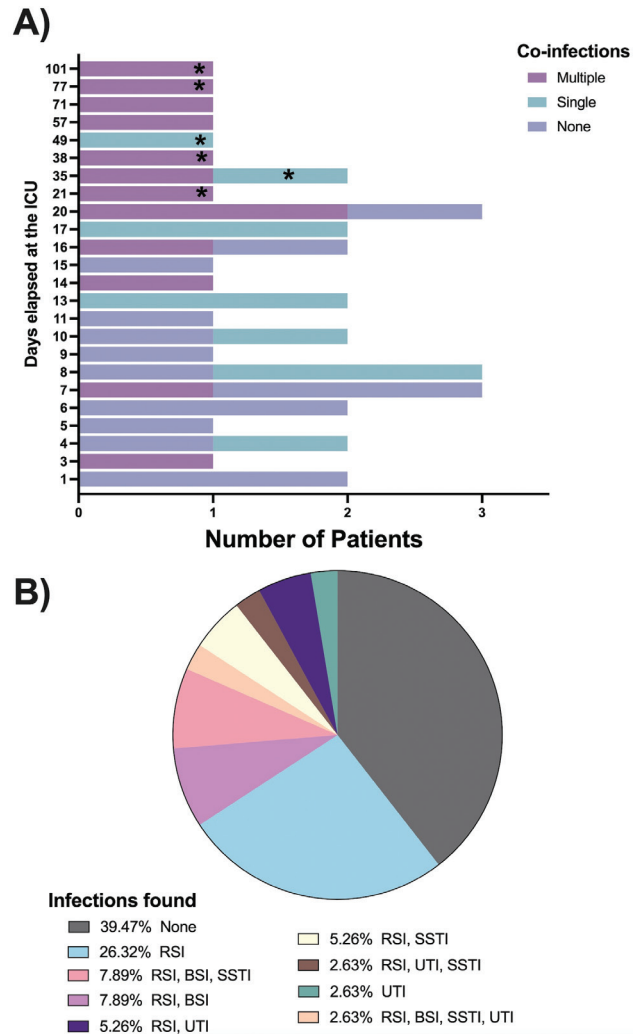 A)
Co-infections
Multiple
Single
None
Days elapsed at the ICU
101
77
71
57
49
38
35
21
20
17
16
15
14
13
11
10
9
8
7
6
5
4
3
1
* 
*
*
*
*
*
0 1 2 3
Number of Patients
B)
Infections found
39.47% None
26.32% RSI
7.89% RSI, BSI, SSTI
7.89% RSI, BSI
5.26% RSI, UTI
5.26% RSI, SSTI
2.63% RSI, UTI, SSTI
2.63% UTI
2.63% RSI, BSI, SSTI, UTI